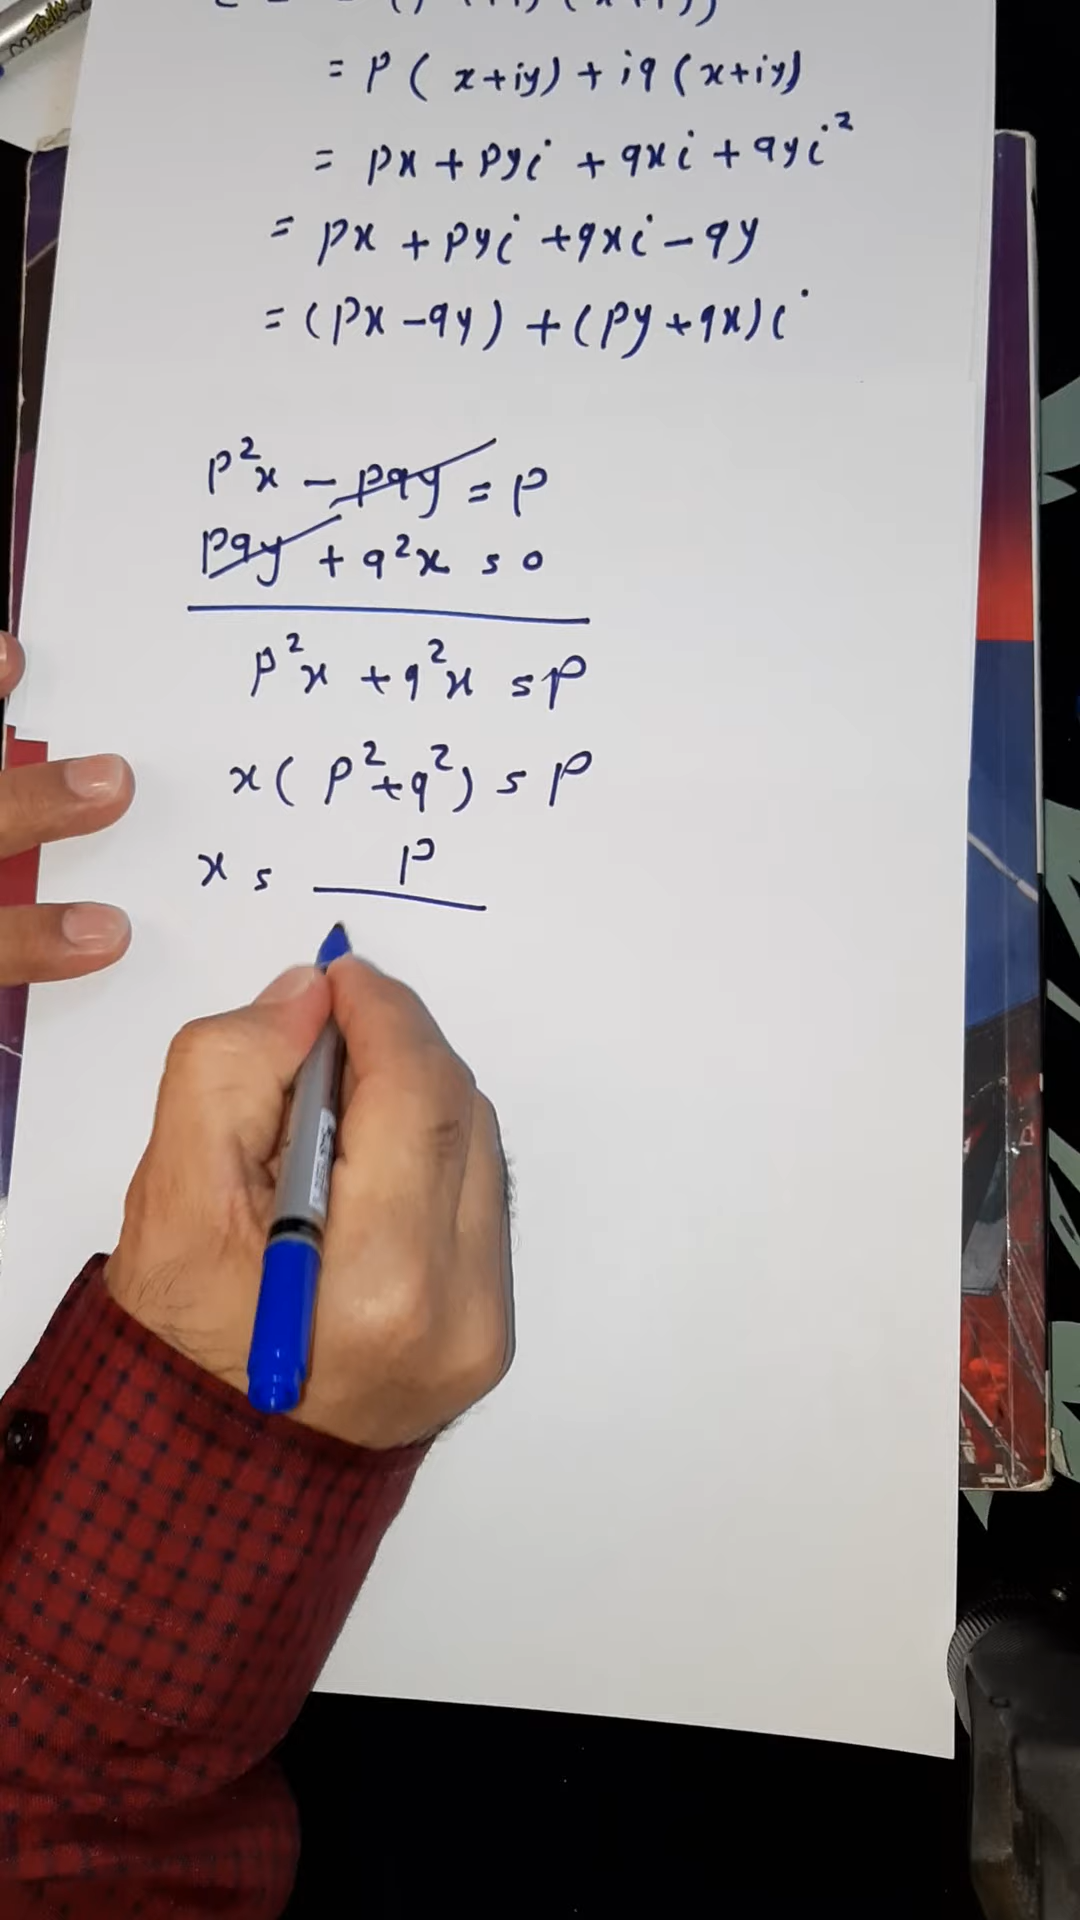 = p ( x+iy) + iq (x+iy)
= px + pyi + qxi + qyi²
= px + pyi +qxi - qy
= (px -qy) + (py +qx) i
p²x - pqy = p
pqy + q²x = 0
p²x + q²x = p
x( p²+q²) = p
x = p